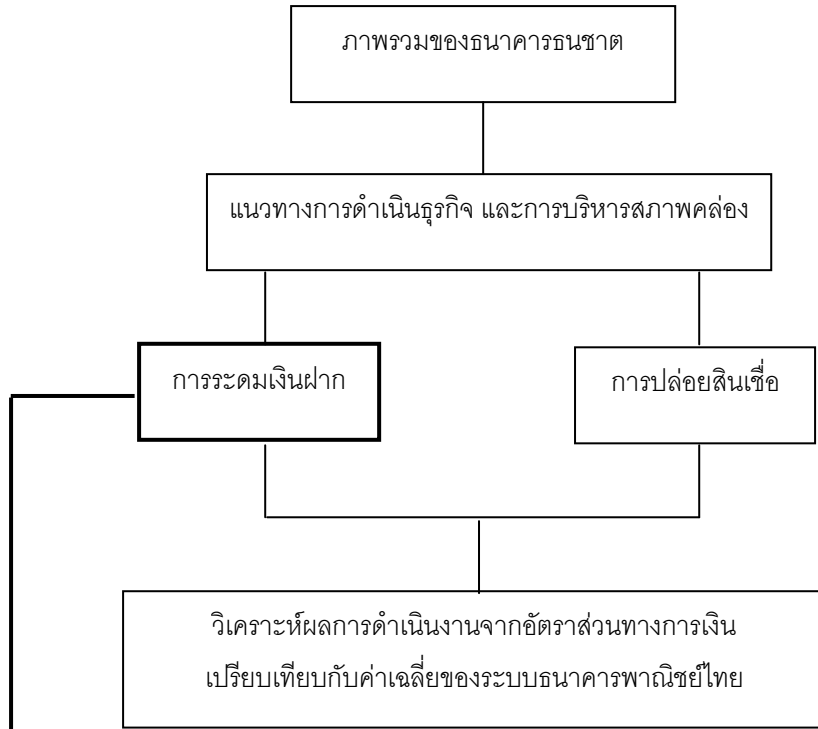 ภาพรวมของธนาคารธนชาต
แนวทางการดำเนินธุรกิจ และการบริหารสภาพคล่อง
การระดมเงินฝาก
การปล่อยสินเชื่อ
วิเคราะห์ผลการดำเนินงานจากอัตราส่วนทางการเงิน
เปรียบเทียบกับค่าเฉลี่ยของระบบธนาคารพาณิชย์ไทย